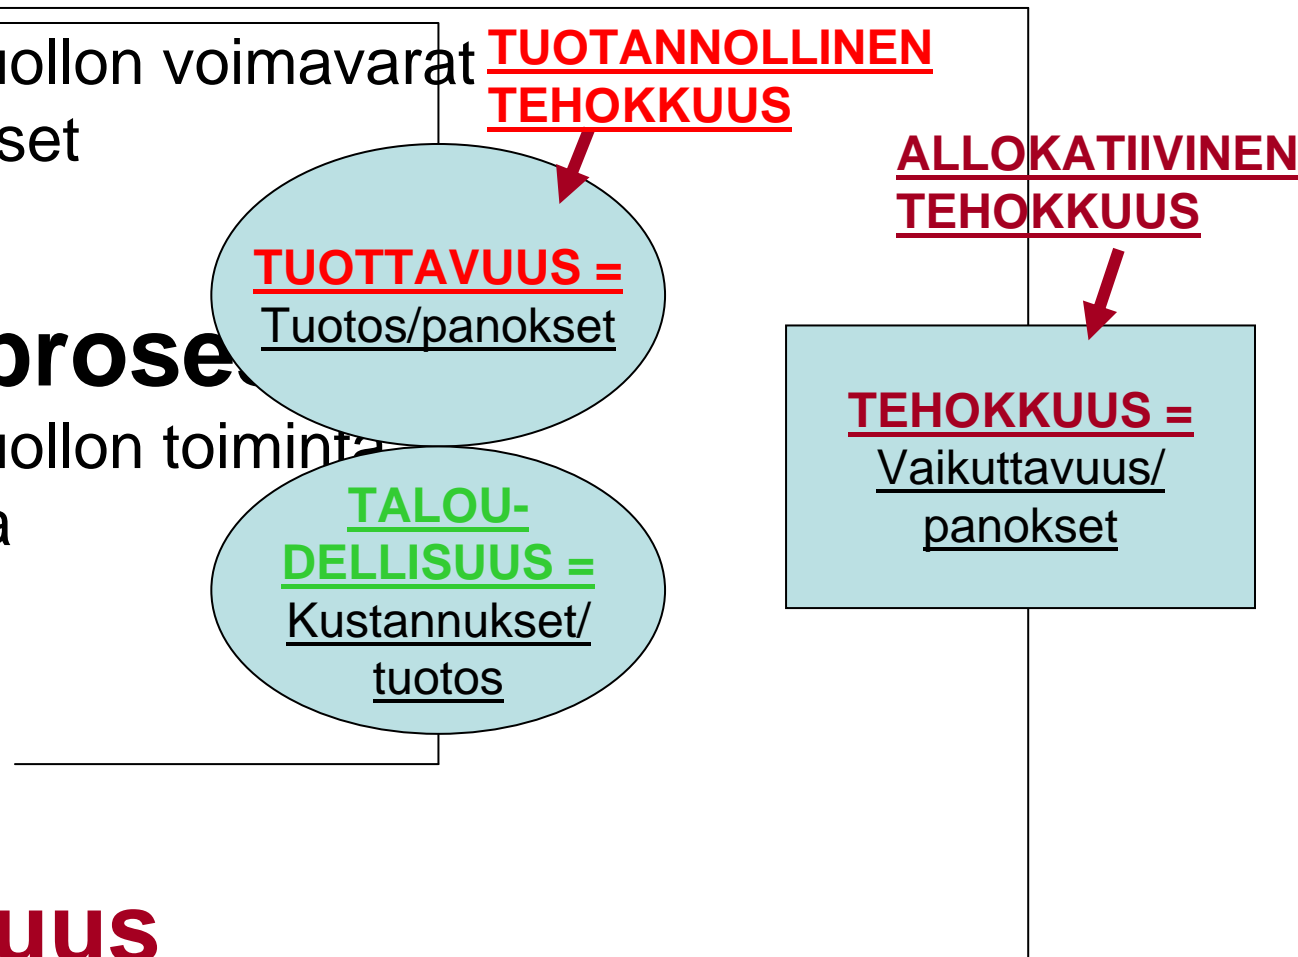 uollon voimavarat
set
TUOTANNOLLINEN
TEHOKKUUS
ALLOKATIIVINEN
TEHOKKUUS
TUOTTAVUUS =
Tuotos/panokset
prose
uollon toiminta
a
TALOU-
DELLISUUS =
Kustannukset/
tuotos
TEHOKKUUS =
Vaikuttavuus/
panokset
uus